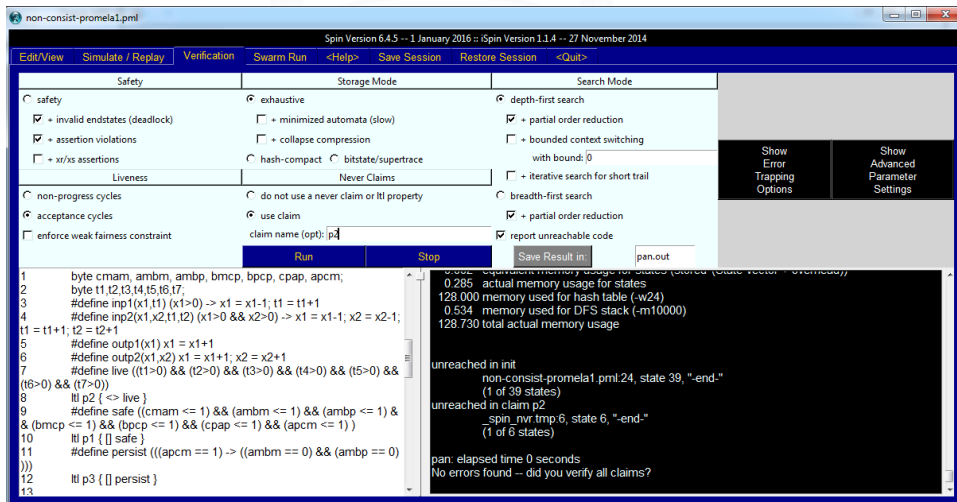 non-consist-promela1.pml
Spin Version 6.4.5 -- 1 January 2016 :: iSpin Version 1.1.4 -- 27 November 2014
Edit/View Simulate / Replay Verification Swarm Run <Help> Save Session Restore Session <Quit>
Safety Storage Mode Search Mode
safety exhaustive depth-first search
+ invalid endstates (deadlock) + minimized automata (slow) + partial order reduction
+ assertion violations + collapse compression + bounded context switching
+ xr/xs assertions hash-compact bitstate/supertrace with bound: 0
Liveness Never Claims + iterative search for short trail
non-progress cycles do not use a never claim or ltl property breadth-first search
acceptance cycles use claim + partial order reduction
enforce weak fairness constraint claim name (opt): p2 report unreachable code
Run Stop Save Result in: pan.out
Show
Error
Trapping
Options
Show
Advanced
Parameter
Settings
1 byte cmam, ambm, ambp, bmcp, bpcp, cpap, apcm;
2 byte t1,t2,t3,t4,t5,t6,t7;
3 #define inp1(x1,t1) (x1>0) -> x1 = x1-1; t1 = t1+1
4 #define inp2(x1,x2,t1,t2) (x1>0 && x2>0) -> x1 = x1-1; x2 = x2-1;
t1 = t1+1; t2 = t2+1
5 #define outp1(x1) x1 = x1+1
6 #define outp2(x1,x2) x1 = x1+1; x2 = x2+1
7 #define live ((t1>0) && (t2>0) && (t3>0) && (t4>0) && (t5>0) &&
(t6>0) && (t7>0))
8 ltl p2 { <> live }
9 #define safe ((cmam <= 1) && (ambm <= 1) && (ambp <= 1) &
& (bmcp <= 1) && (bpcp <= 1) && (cpap <= 1) && (apcm <= 1) )
10 ltl p1 { [] safe }
11 #define persist (((apcm == 1) -> ((ambm == 0) && (ambp == 0)
)))
12 ltl p3 { [] persist }
13
0.002 equivalent memory usage for states (stored*(State-vector + overhead))
0.285 actual memory usage for states
128.000 memory used for hash table (-w24)
0.534 memory used for DFS stack (-m10000)
128.730 total actual memory usage
unreached in init
non-consist-promela1.pml:24, state 39, "-end-"
(1 of 39 states)
unreached in claim p2
_spin_nvr.tmp:6, state 6, "-end-"
(1 of 6 states)
pan: elapsed time 0 seconds
No errors found -- did you verify all claims?